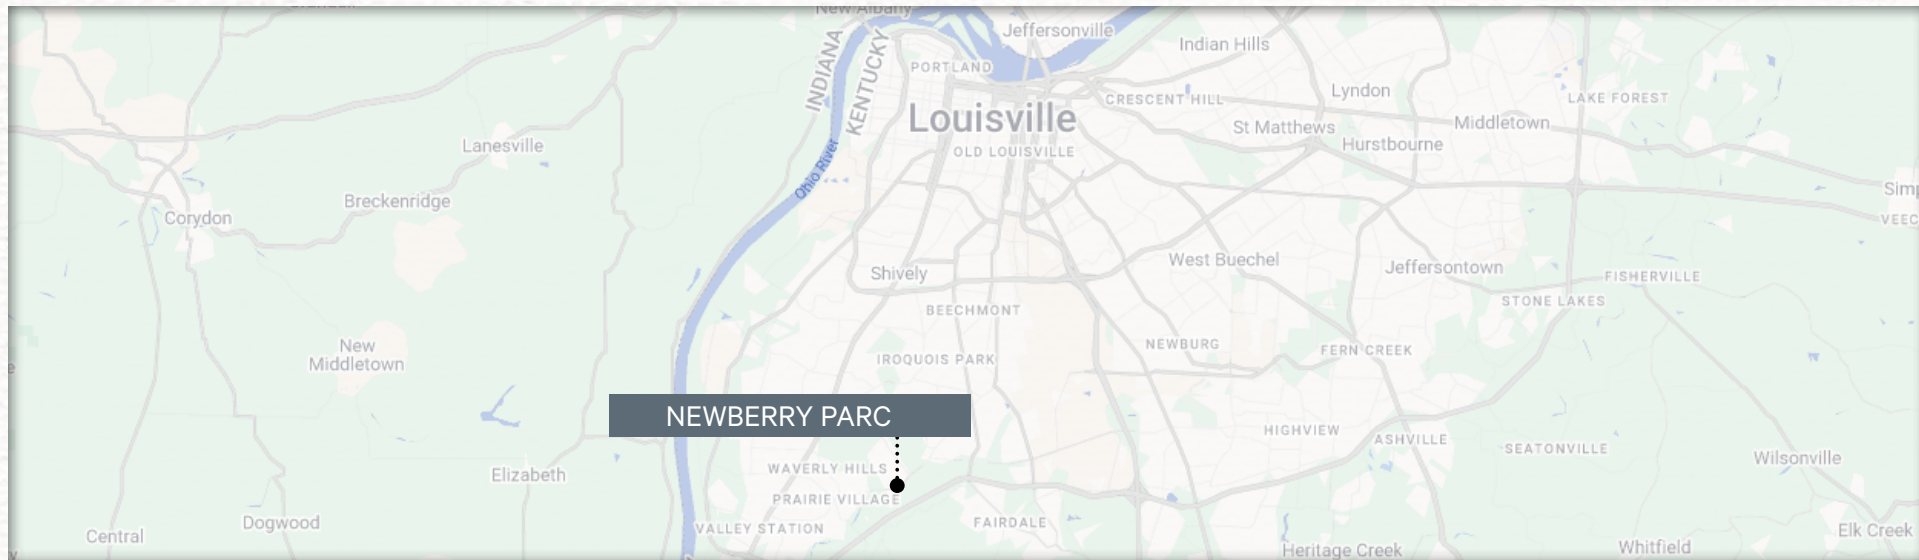 New Albany
Jeffersonville
Indian Hills
INDIANA
KENTUCKY
PORTLAND
Lyndon
CRESCENT HILL
LAKE FOREST
Louisville
St Matthews
Middletown
Lanesville
OLD LOUISVILLE
Hurstbourne
Ohio River
Breckenridge
Corydon
VEEC
Shively
West Buechel
Jeffersontown
FISHERVILLE
STONE LAKES
BEECHMONT
New
Middletown
IROQUOIS PARK
NEWBURG
FERN CREEK
NEWBERRY PARC
HIGHVIEW
ASHVILLE
SEATONVILLE
Wilsonville
WAVERLY HILLS
Elizabeth
PRAIRIE VILLAGE
VALLEY STATION
FAIRDALE
Dogwood
Central
Elk Creek
Heritage Creek
Whitfield